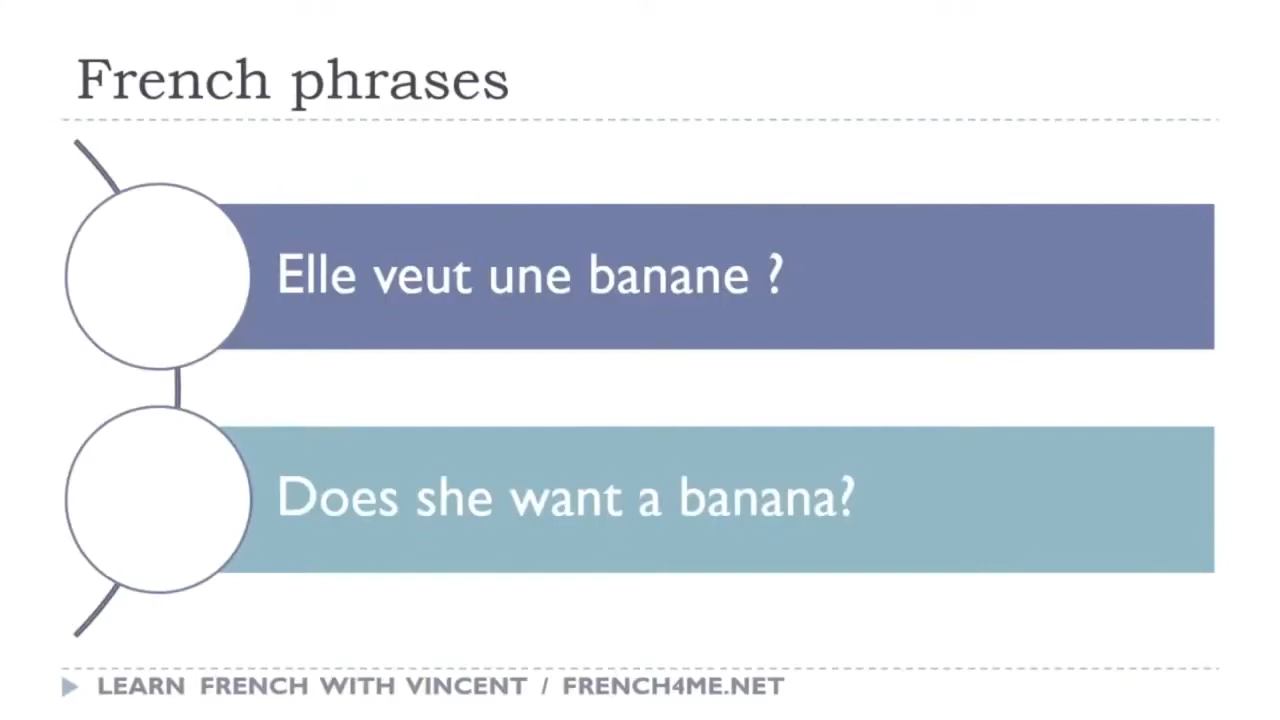 French phrases
Elle veut une banane ?
Does she want a banana?
LEARN FRENCH WITH VINCENT / FRENCH4ME.NET